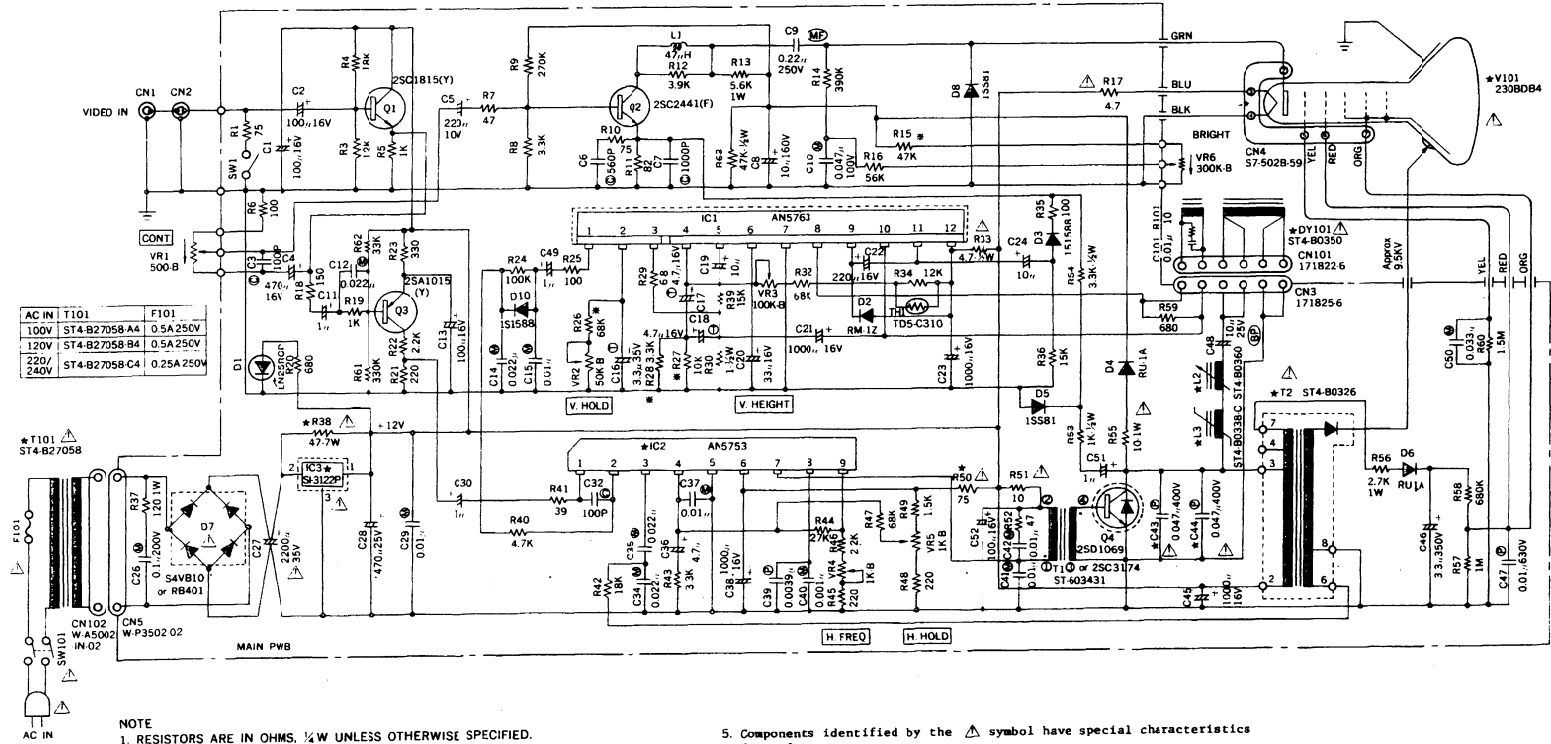 VIDEO IN
CN1
CN2
R1
75
SW1
C1
100μ16V
C2
100μ16V
R4
18K
R3
12K
R5
1K
Q1
2SC1815(Y)
C5
10V
R7
47
R9
270K
R8
3.3K
L1
47μH
R12
3.9K
R13
5.6K
1W
Q2
2SC2441(F)
R10
75
C6
560P
R11
82
C7
1000P
C9
0.22μ
250V
MF
R14
390K
R63
47K-½W
C8
10μ160V
C10
0.047μ
100V
R15 ※
47K
R16
56K
D8
1SS81
GRN
BLU
BLK
R17
4.7
BRIGHT
VR6
300K-B
CN4
S7-502B-59
YEL
RED
ORG
★V101
230BDB4
R6
100
CONT
VR1
500-B
C3
100P
C4
470μ
16V
R18
150
C11
1μ
C12
0.022μ
R62
33K
R19
1K
R23
330
2SA1015
(Y)
Q3
R22
2.2K
R21
220
R61
330K
C13
100μ16V
D1
680
R24
100K
C49
1μ
R25
100
D10
1S1588
C14
0.022μ
C15
IC1
AN5763
1 2 3 4 5 6 7 8 9 10 11 12
R26
68K
※
VR2
50K-B
V. HOLD
C16
3.3μ35V
R29
6.8
R28 3.3K
※
4.7μ16V
C17
C18
4.7μ16V
※R27
10K
C19
10μ
R39
15K
R30
C20
33μ16V
V. HEIGHT
VR3
100K-B
R32
68K
C21
1000μ16V
C22
220μ16V
D2
RM-1Z
R34
12K
TH1
TD5-C310
R33
4.7-½W
C23
1000μ16V
C24
10μ
R35
100
D3
1S1588
R54
3.3K-½W
R36
15K
D5
1SS81
R53
1K-½W
D4
RU-1A
R55
10-1W
R59
680
C101
0.01μ
R101
10
★DY101
ST4-B0350
CN101
171822-6
CN3
171825-6
C48
10μ
25V
BP
★L2
ST4-B0360
★L3
ST4-B0338-C
Approx
9.5KV
YEL
RED
ORG
C50
0.033μ
R60
1.5M
★T2 ST4-B0326
7
4
3
2
8
6
R56
2.7K
1W
D6
RU1A
C46
3.3μ350V
R58
680K
R57
1M
C47
0.01μ630V
AC IN T101 F101
100V ST4-B27058-A4 0.5A 250V
120V ST4-B27058-B4 0.5A 250V
220/240V ST4-B27058-C4 0.25A 250V
★T101
ST4-B27058
F101
SW101
AC IN
CN102
W-A5002
-IN-02
CN5
W-P3502-02
R37
120 1W
C26
0.1μ200V
D7
S4VB10
or RB401
C27
2200μ
35V
★R38
47-7W
+12V
IC3★
SI-3122P
2
1
3
C28
470μ25V
C29
0.01μ
C30
1μ
R41
39
R40
4.7K
★IC2
AN5753
1 2 3 4 5 6 7 8 9
C32
100P
R42
18K
0.022μ
C34
0.022μ
C36
4.7μ
R43
3.3K
C37
0.01μ
1000μ
16V
C38
C39
0.0039μ
C40
0.001μ
R44
27K
R46
2.2K
VR4
1K-B
R45
220
H. FREQ
R47
68K
R49
1.5K
VR5
1K-B
R48
220
H. HOLD
★R50
75
R51
10
C52
100μ16V
R52
47
C42
0.01μ
C41
0.01μ
T1
ST-603431
Q4
2SD1069
or 2SC3174
C51
1μ
★C43
0.047μ400V
★C44
0.047μ400V
C45
1000μ
16V
MAIN PWB
NOTE
1. RESISTORS ARE IN OHMS, ¼W UNLESS OTHERWISE SPECIFIED.
5. Components identified by the ⚠ symbol have special characteristics